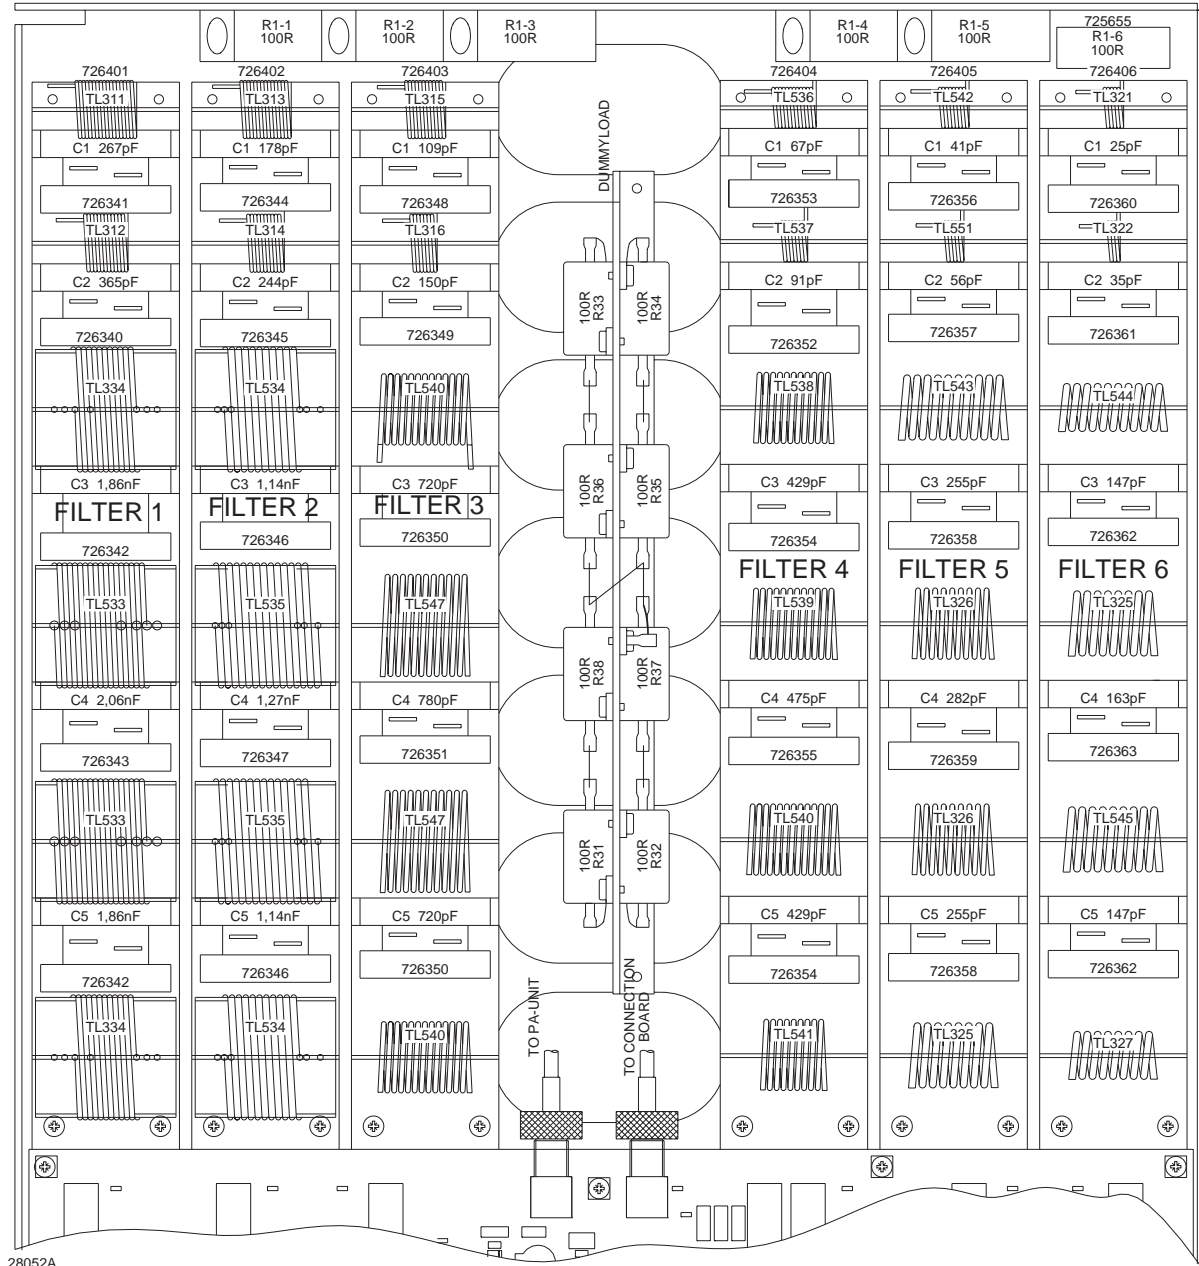 R1-1
100R
R1-2
100R
R1-3
100R
R1-4
100R
R1-5
100R
725655
R1-6
100R
726401
TL311
C1 267pF
726341
TL312
C2 365pF
726340
TL334
C3 1,86nF
FILTER 1
726342
TL533
C4 2,06nF
726343
TL533
C5 1,86nF
726342
TL334
726402
TL313
C1 178pF
726344
TL314
C2 244pF
726345
TL534
C3 1,14nF
FILTER 2
726346
TL535
C4 1,27nF
726347
TL535
C5 1,14nF
726346
TL534
726403
TL315
C1 109pF
726348
TL316
C2 150pF
726349
TL540
C3 720pF
FILTER 3
726350
TL547
C4 780pF
726351
TL547
C5 720pF
726350
TL540
DUMMYLOAD
100R
R33
100R
R34
100R
R36
100R
R35
100R
R38
100R
R37
100R
R31
100R
R32
TO PA-UNIT
TO CONNECTION
BOARD
726404
TL536
C1 67pF
726353
TL537
C2 91pF
726352
TL538
C3 429pF
726354
FILTER 4
TL539
C4 475pF
726355
TL540
C5 429pF
726354
TL541
726405
TL542
C1 41pF
726356
TL551
C2 56pF
726357
TL543
C3 255pF
726358
FILTER 5
TL326
C4 282pF
726359
TL326
C5 255pF
726358
TL325
726406
TL321
C1 25pF
726360
TL322
C2 35pF
726361
TL544
C3 147pF
726362
FILTER 6
TL325
C4 163pF
726363
TL545
C5 147pF
726362
TL327
28052A